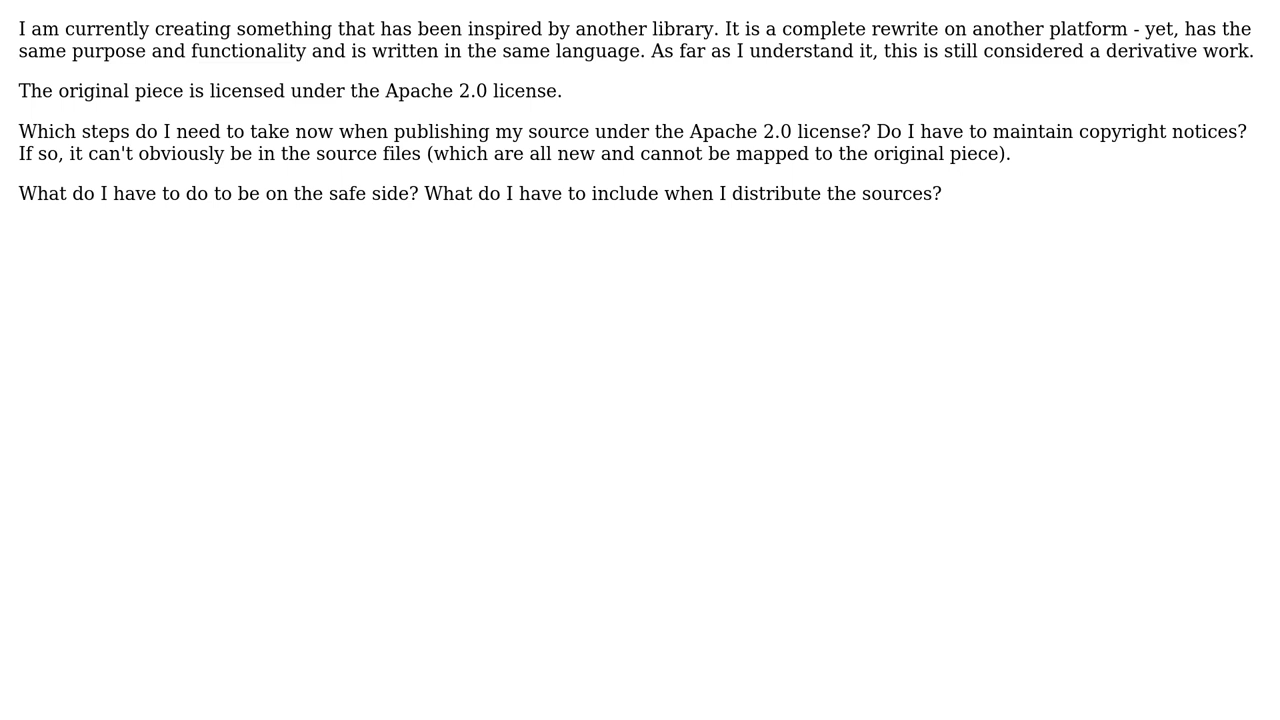 I am currently creating something that has been inspired by another library. It is a complete rewrite on another platform - yet, has the
same purpose and functionality and is written in the same language. As far as I understand it, this is still considered a derivative work.
The original piece is licensed under the Apache 2.0 license.
Which steps do I need to take now when publishing my source under the Apache 2.0 license? Do I have to maintain copyright notices?
If so, it can't obviously be in the source files (which are all new and cannot be mapped to the original piece).
What do I have to do to be on the safe side? What do I have to include when I distribute the sources?